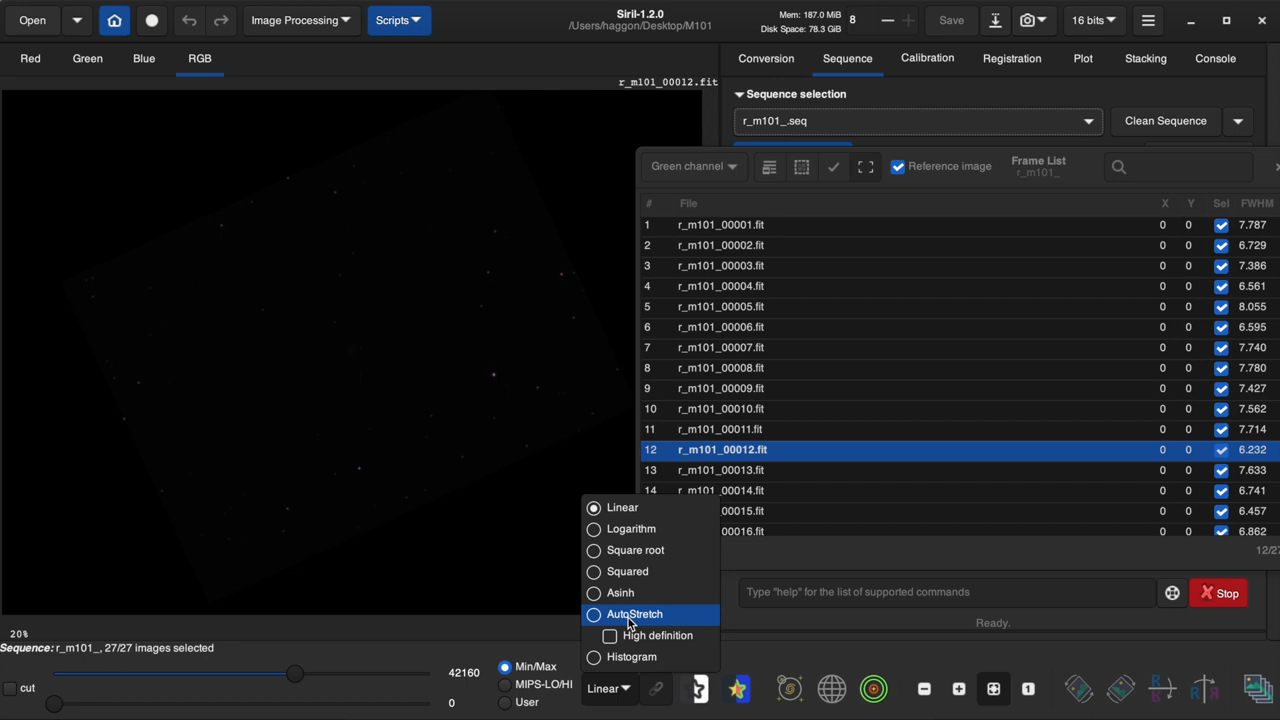 Open
Image Processing
Scripts
Siril-1.2.0
/Users/haggon/Desktop/M101
Mem: 187.0 MiB
Disk Space: 78.3 GiB
8
Save
16 bits
Red
Green
Blue
RGB
Conversion
Sequence
Calibration
Registration
Plot
Stacking
Console
r_m101_00012.fit
Sequence selection
r_m101_.seq
Clean Sequence
Green channel
Reference image
Frame List
r_m101_
# File X Y Sel FWHM
1 r_m101_00001.fit 0 0 7.787
2 r_m101_00002.fit 0 0 6.729
3 r_m101_00003.fit 0 0 7.386
4 r_m101_00004.fit 0 0 6.561
5 r_m101_00005.fit 0 0 8.055
6 r_m101_00006.fit 0 0 6.595
7 r_m101_00007.fit 0 0 7.740
8 r_m101_00008.fit 0 0 7.780
9 r_m101_00009.fit 0 0 7.427
10 r_m101_00010.fit 0 0 7.562
11 r_m101_00011.fit 0 0 7.714
12 r_m101_00012.fit 0 0 6.232
13 r_m101_00013.fit 0 0 7.633
14 r_m101_00014.fit 0 0 6.741
00015.fit 0 0 6.457
00016.fit 0 0 6.862
12/27
Linear
Logarithm
Square root
Squared
Asinh
AutoStretch
High definition
Histogram
Type "help" for the list of supported commands
Stop
Ready.
20%
Sequence: r_m101_, 27/27 images selected
42160
cut
0
Min/Max
MIPS-LO/HI
User
Linear
1